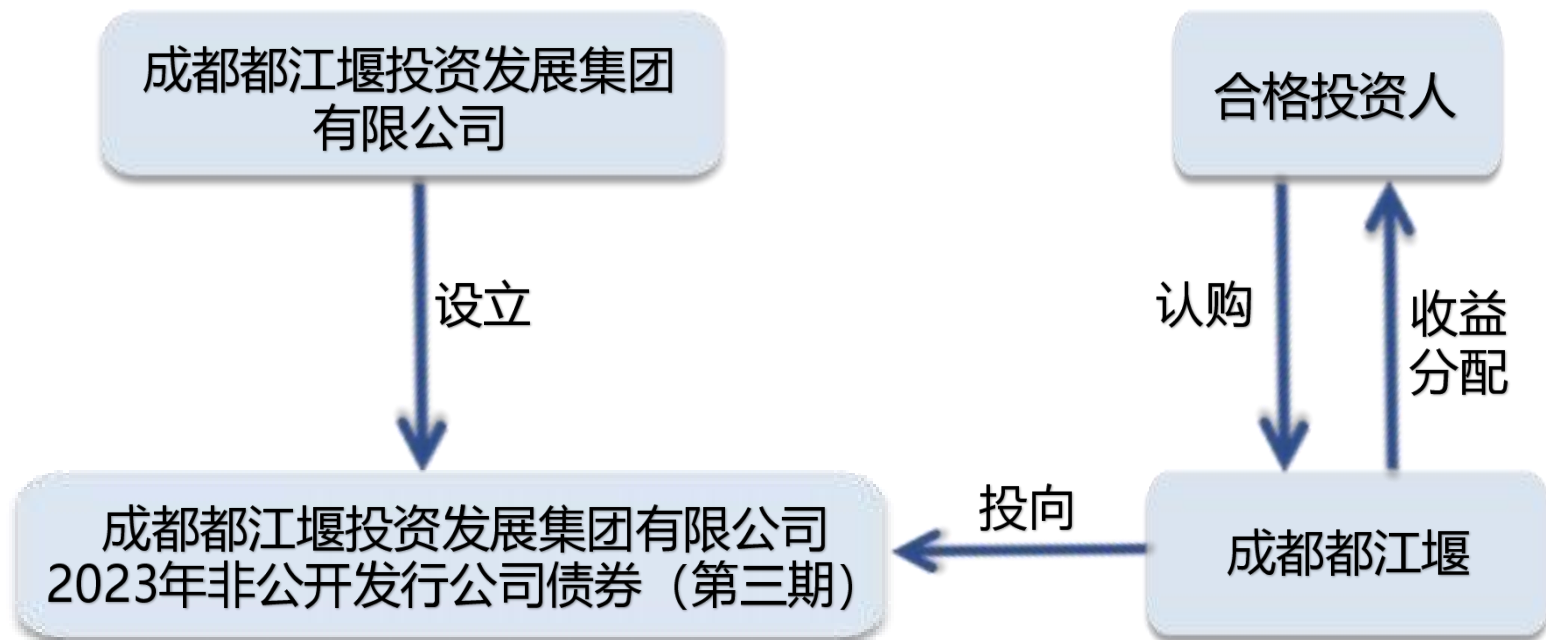 成都都江堰投资发展集团
有限公司
合格投资人
设立
认购
收益
分配
投向
成都都江堰投资发展集团有限公司
2023年非公开发行公司债券（第三期）
成都都江堰